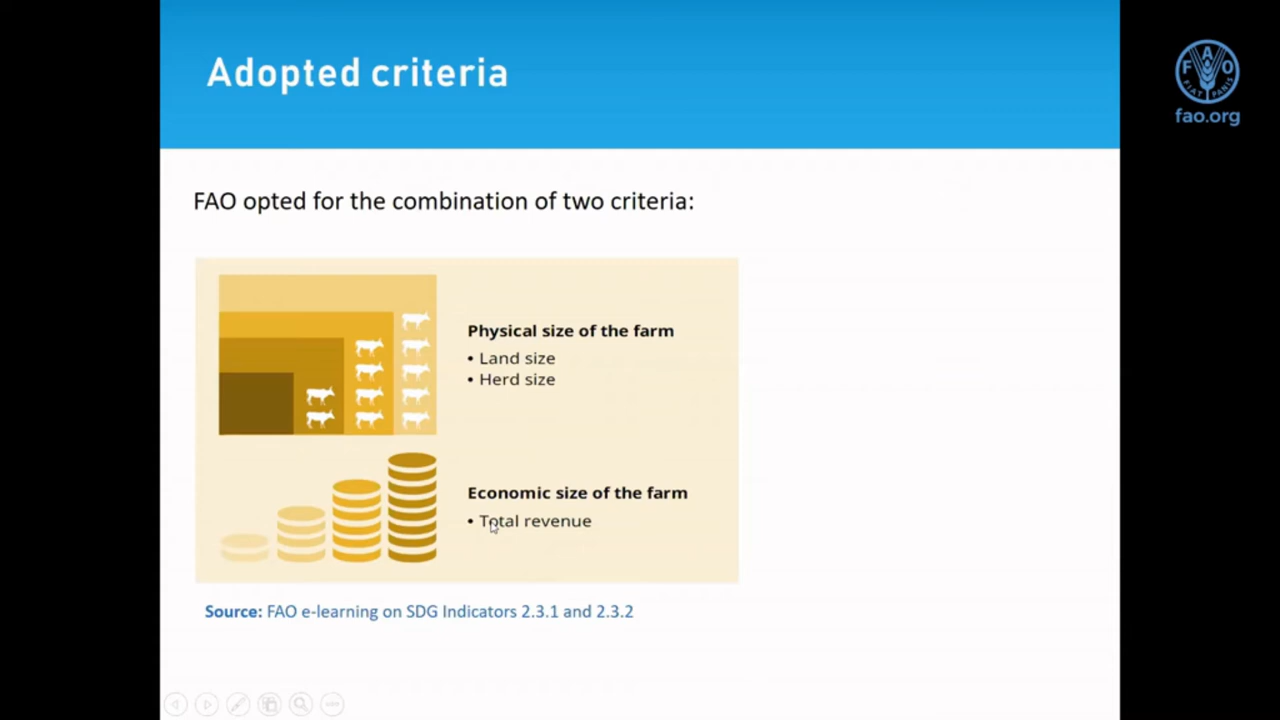 Adopted criteria
FAO opted for the combination of two criteria:
Physical size of the farm
• Land size
• Herd size
Economic size of the farm
• Total revenue
Source: FAO e-learning on SDG Indicators 2.3.1 and 2.3.2
F A O
FIAT PANIS
fao.org